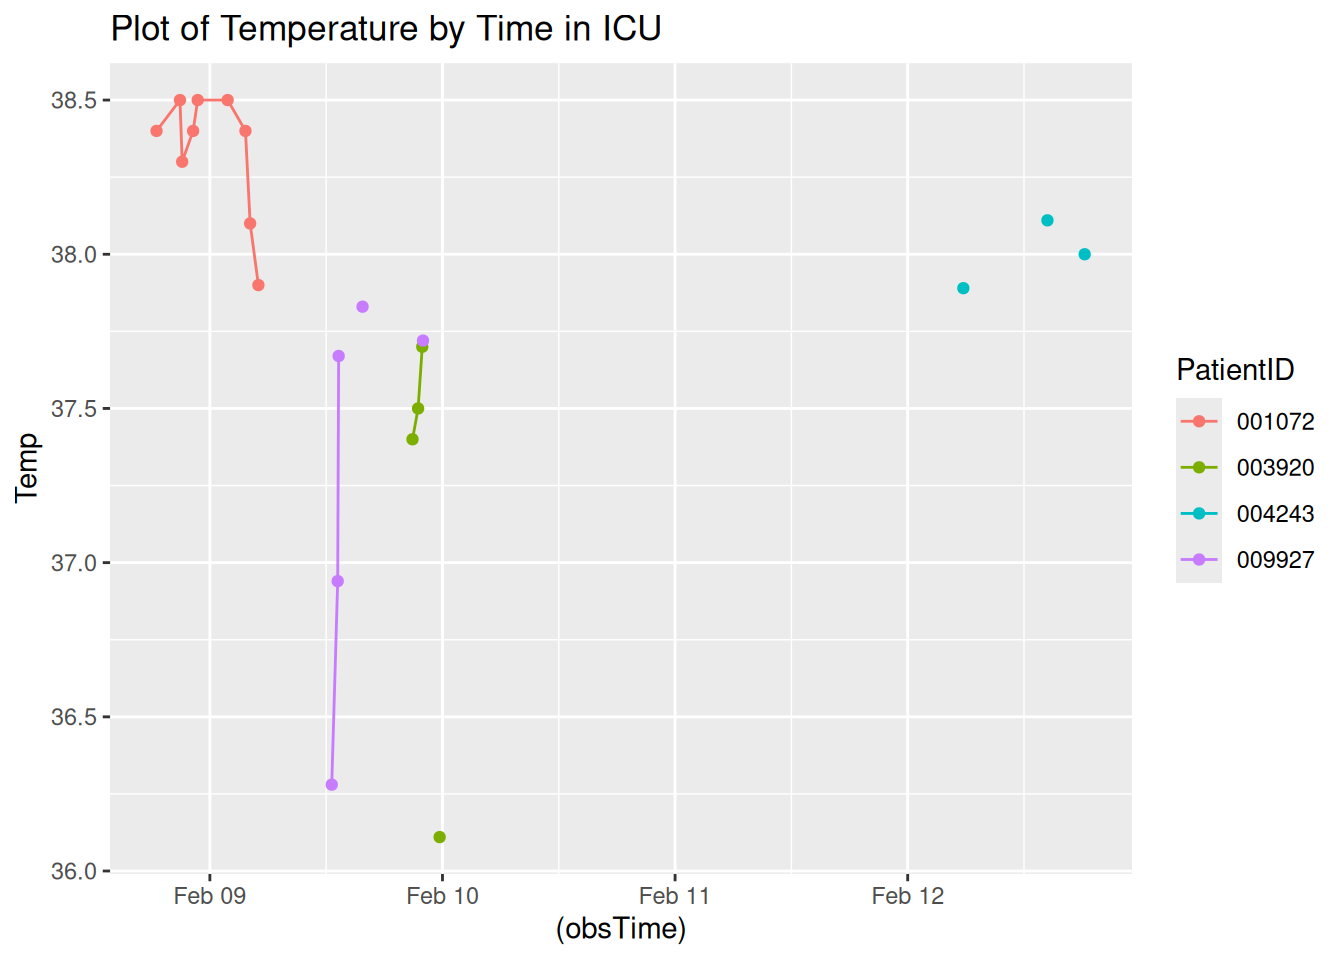 Plot of Temperature by Time in ICU
38.5
38.0
37.5
37.0
36.5
36.0
Temp
Feb 09
Feb 10
Feb 11
Feb 12
(obsTime)
PatientID
001072
003920
004243
009927